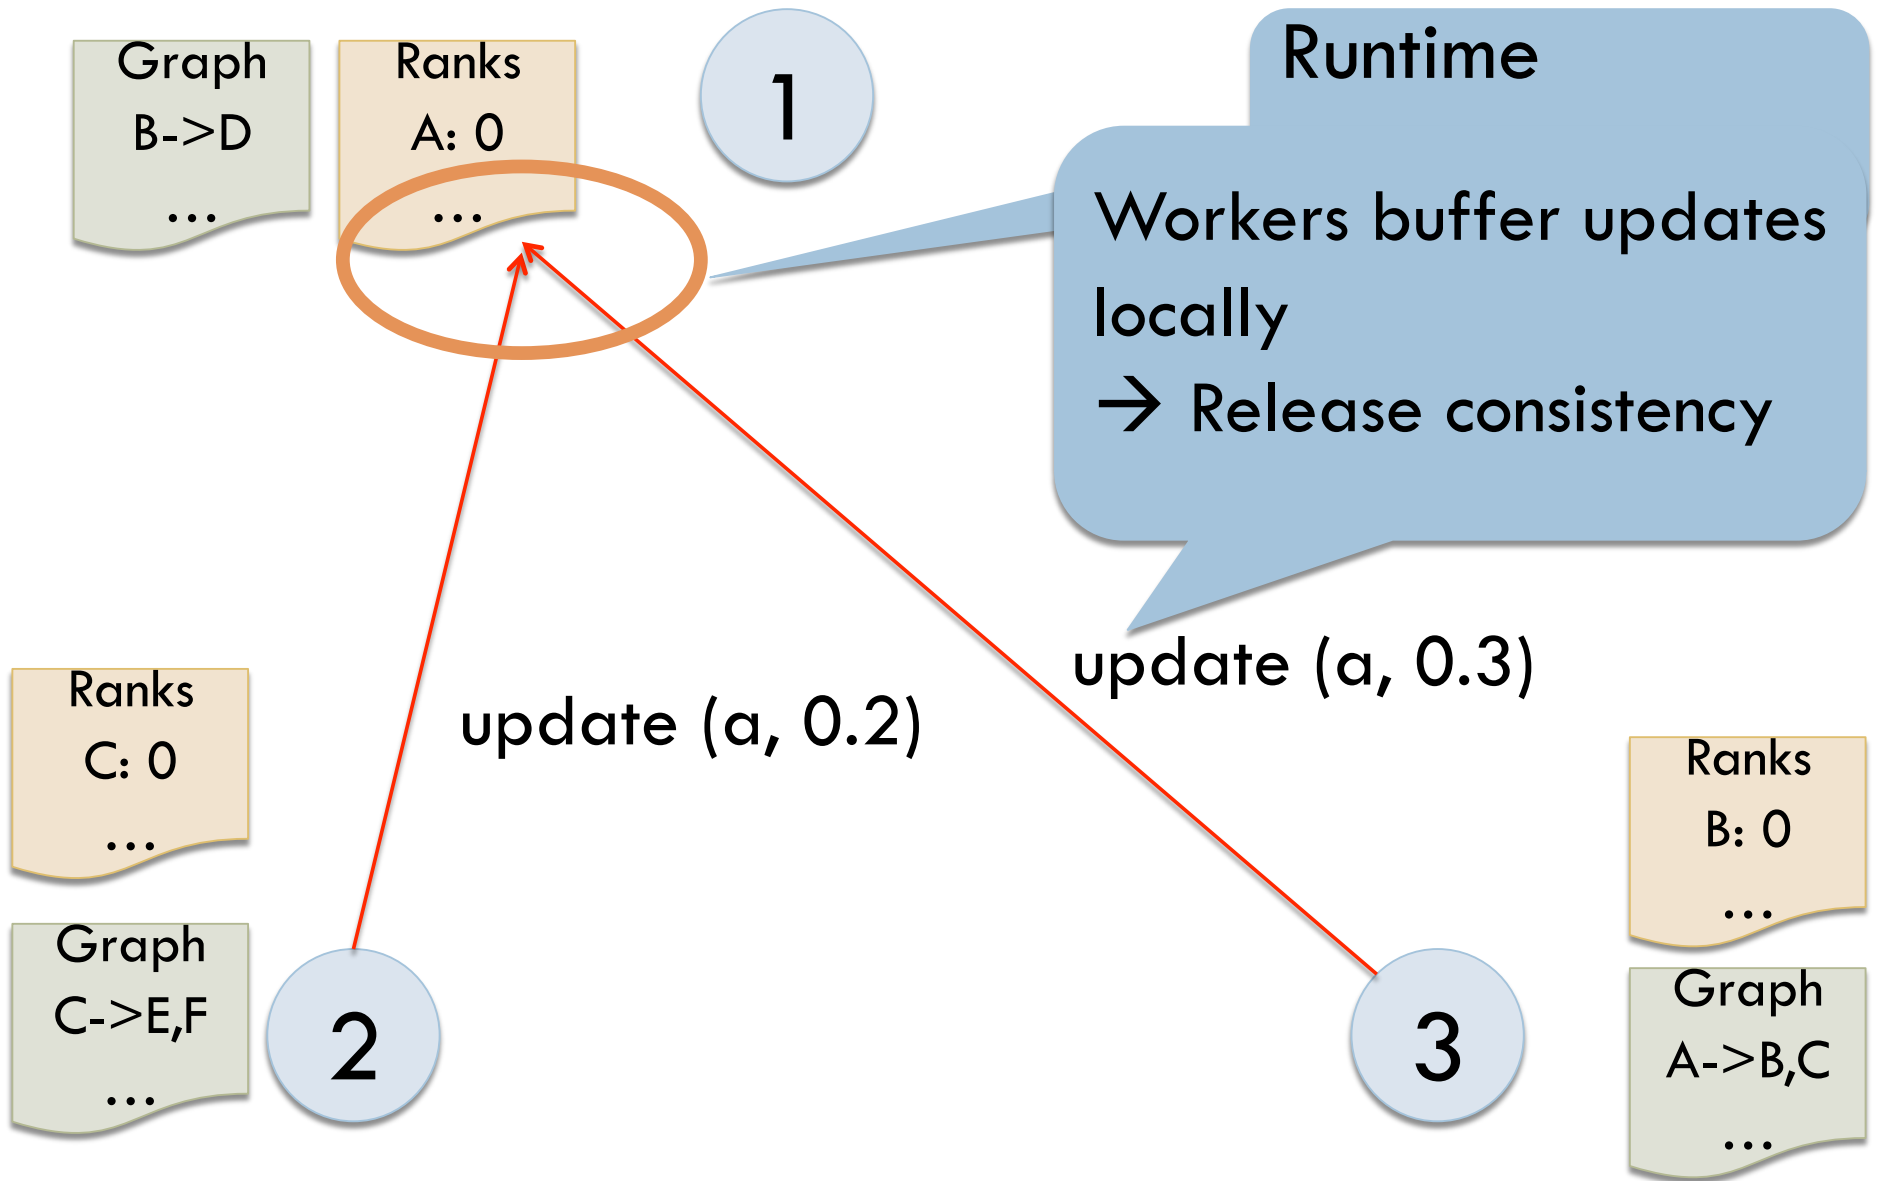 Graph
B->D
...
Ranks
A: 0
...
1
Runtime
Workers buffer updates
locally
→ Release consistency
update (a, 0.3)
update (a, 0.2)
Ranks
C: 0
...
Graph
C->E,F
...
2
3
Ranks
B: 0
...
Graph
A->B,C
...